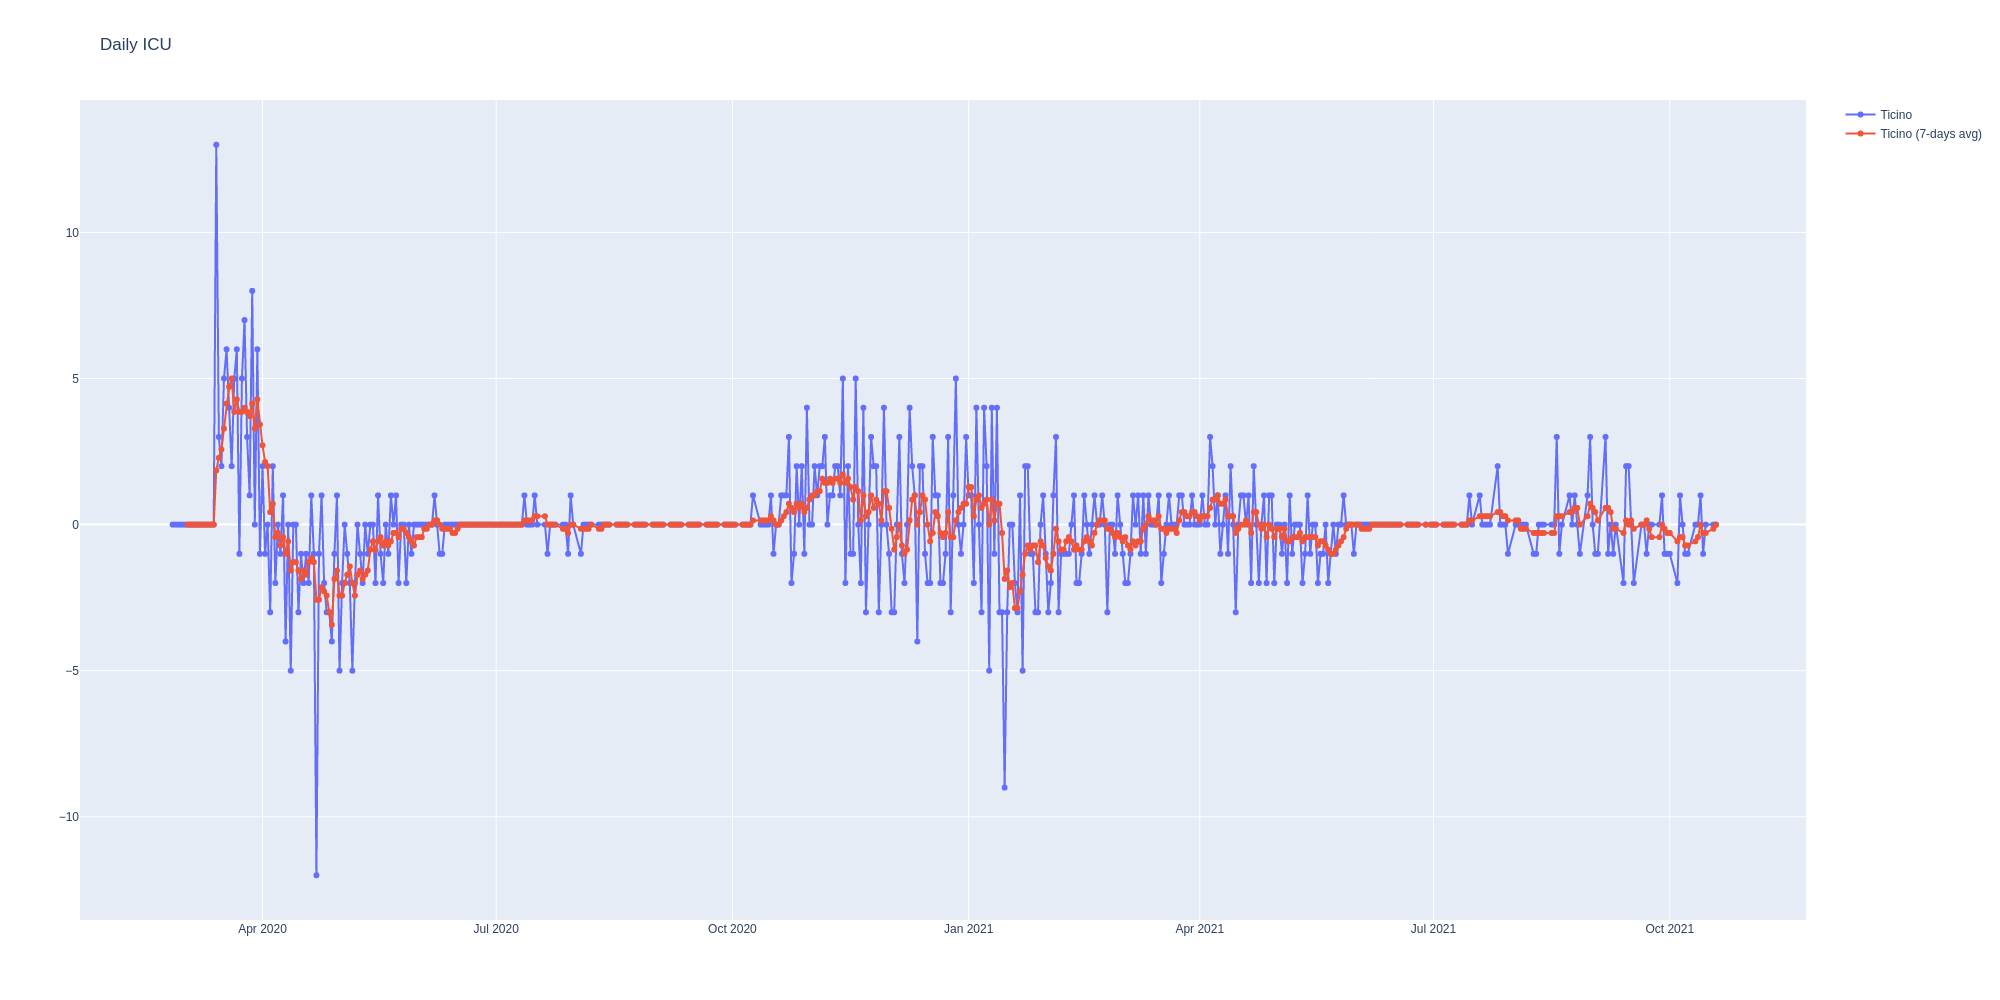 Daily ICU
Ticino
Ticino (7-days avg)
10
5
0
−5
−10
Apr 2020
Jul 2020
Oct 2020
Jan 2021
Apr 2021
Jul 2021
Oct 2021